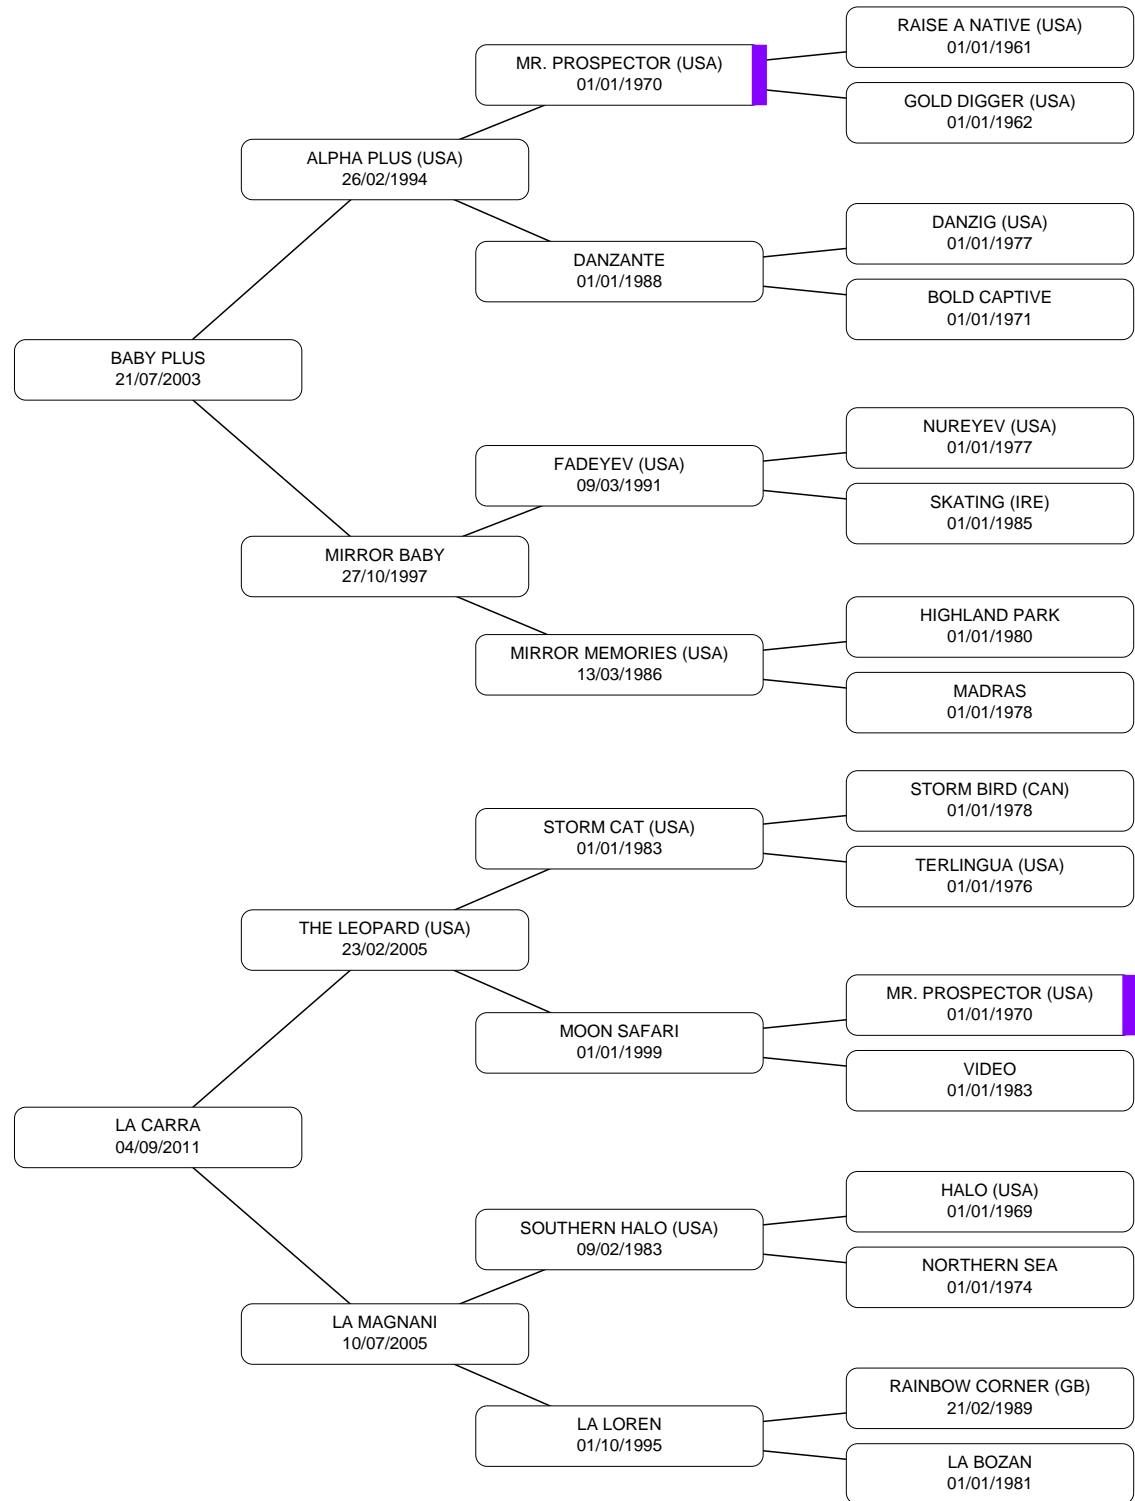 RAISE A NATIVE (USA)
01/01/1961
MR. PROSPECTOR (USA)
01/01/1970
GOLD DIGGER (USA)
01/01/1962
ALPHA PLUS (USA)
26/02/1994
DANZIG (USA)
01/01/1977
DANZANTE
01/01/1988
BOLD CAPTIVE
01/01/1971
BABY PLUS
21/07/2003
NUREYEV (USA)
01/01/1977
FADEYEV (USA)
09/03/1991
SKATING (IRE)
01/01/1985
MIRROR BABY
27/10/1997
HIGHLAND PARK
01/01/1980
MIRROR MEMORIES (USA)
13/03/1986
MADRAS
01/01/1978
STORM BIRD (CAN)
01/01/1978
STORM CAT (USA)
01/01/1983
TERLINGUA (USA)
01/01/1976
THE LEOPARD (USA)
23/02/2005
MR. PROSPECTOR (USA)
01/01/1970
MOON SAFARI
01/01/1999
VIDEO
01/01/1983
LA CARRA
04/09/2011
HALO (USA)
01/01/1969
SOUTHERN HALO (USA)
09/02/1983
NORTHERN SEA
01/01/1974
LA MAGNANI
10/07/2005
RAINBOW CORNER (GB)
21/02/1989
LA LOREN
01/10/1995
LA BOZAN
01/01/1981